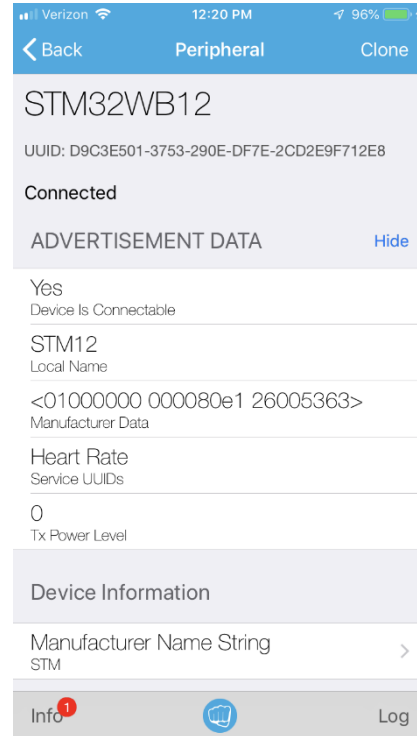 Verizon 12:20 PM 96%
Back Peripheral Clone
STM32WB12
UUID: D9C3E501-3753-290E-DF7E-2CD2E9F712E8
Connected
ADVERTISEMENT DATA Hide
Yes
Device Is Connectable
STM12
Local Name
<01000000 000080e1 26005363>
Manufacturer Data
Heart Rate
Service UUIDs
0
Tx Power Level
Device Information
Manufacturer Name String
STM
Info 1 Log